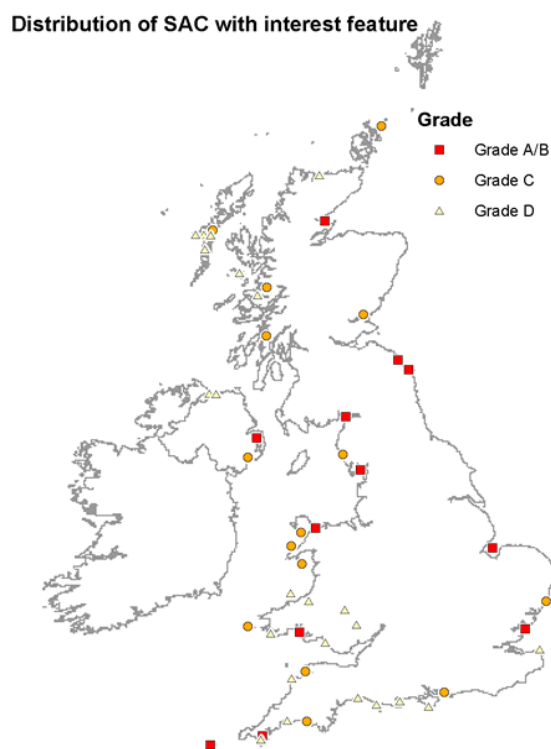 Distribution of SAC with interest feature
Grade
Grade A/B
Grade C
Grade D